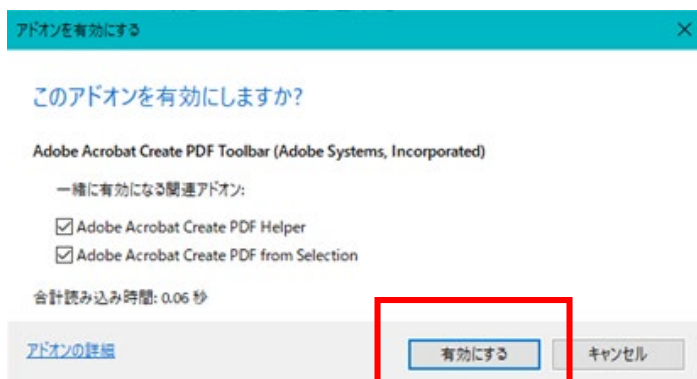 アドオンを有効にする
このアドオンを有効にしますか?
Adobe Acrobat Create PDF Toolbar (Adobe Systems, Incorporated)
一緒に有効になる関連アドオン:
Adobe Acrobat Create PDF Helper
Adobe Acrobat Create PDF from Selection
合計読み込み時間: 0.06 秒
アドオンの詳細
有効にする
キャンセル